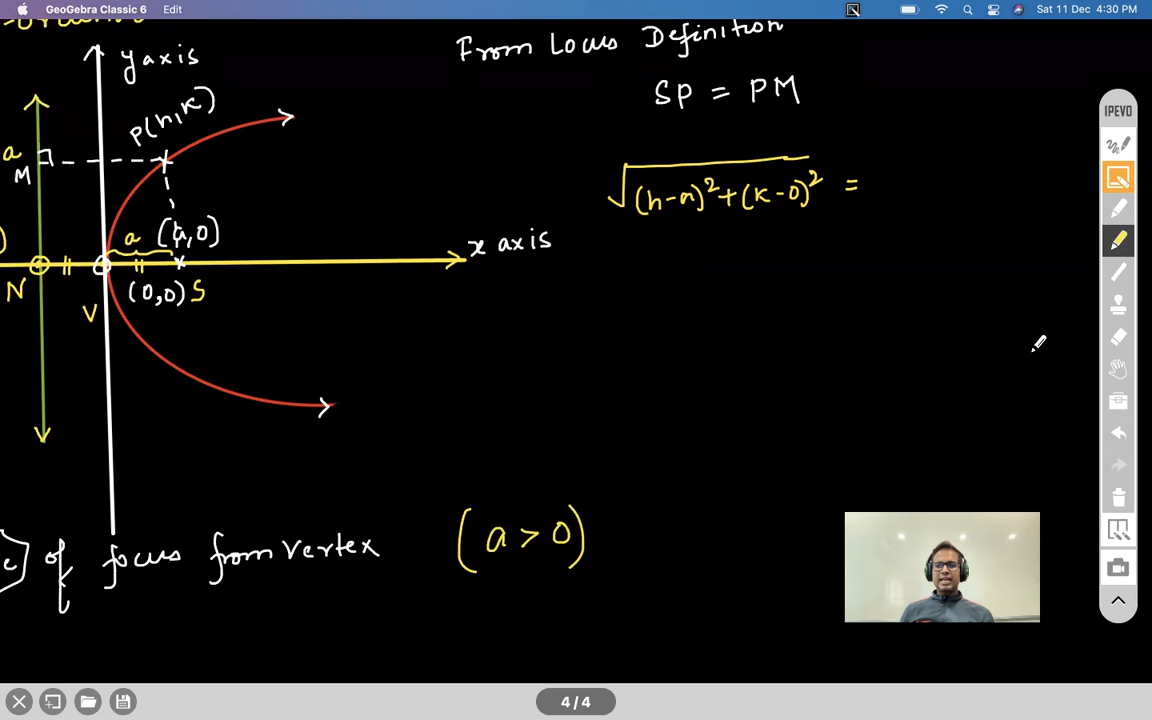 GeoGebra Classic 6 Edit Sat 11 Dec 4:30 PM
From Locus Definition
y axis
SP = PM
P(h,k)
IPEVO
a
M
√(h-a)²+(k-0)² =
a (a,0)
x axis
N (0,0) S
V
of focus from vertex (a > 0)
4 / 4